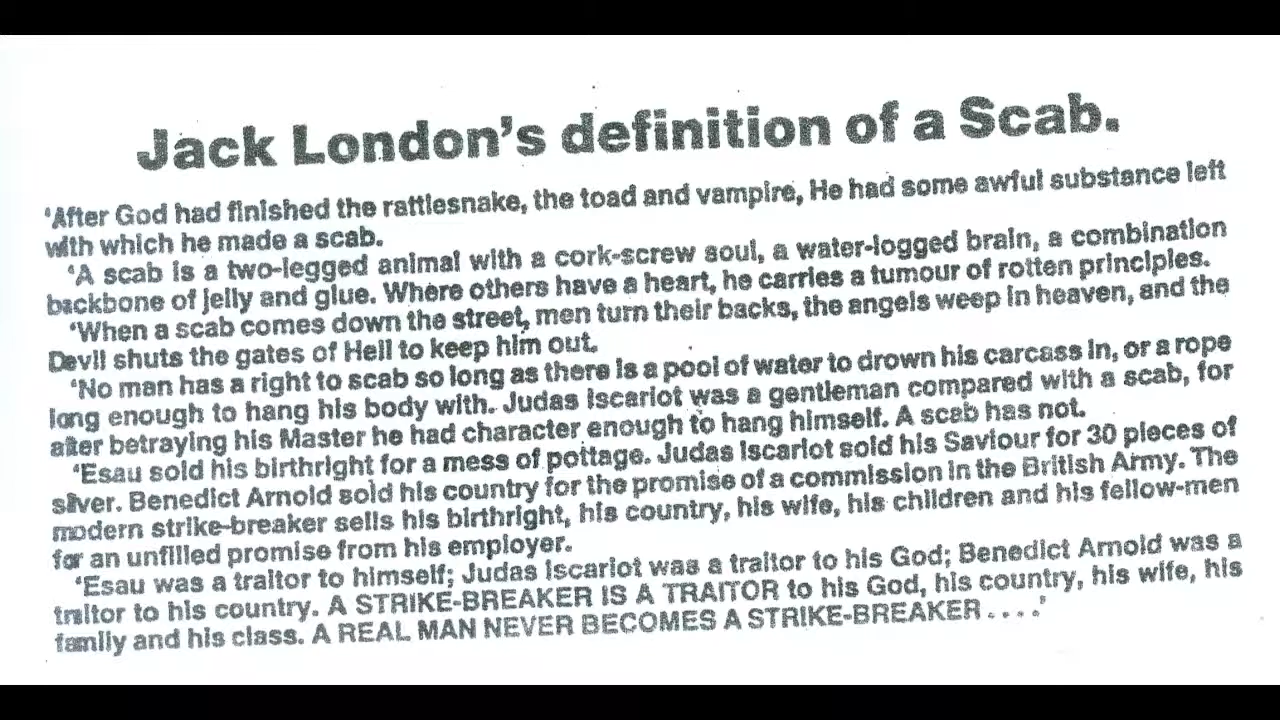 Jack London's definition of a Scab.
'After God had finished the rattlesnake, the toad and vampire, He had some awful substance left
with which he made a scab.
'A scab is a two-legged animal with a cork-screw soul, a water-logged brain, a combination
backbone of jelly and glue. Where others have a heart, he carries a tumour of rotten principles.
'When a scab comes down the street, men turn their backs, the angels weep in heaven, and the
Devil shuts the gates of Hell to keep him out.
'No man has a right to scab so long as there is a pool of water to drown his carcass in, or a rope
long enough to hang his body with. Judas Iscariot was a gentleman compared with a scab, for
after betraying his Master he had character enough to hang himself. A scab has not.
'Esau sold his birthright for a mess of pottage. Judas Iscariot sold his Saviour for 30 pieces of
silver. Benedict Arnold sold his country for the promise of a commission in the British Army. The
modern strike-breaker sells his birthright, his country, his wife, his children and his fellow-men
for an unfilled promise from his employer.
'Esau was a traitor to himself; Judas Iscariot was a traitor to his God; Benedict Arnold was a
traitor to his country. A STRIKE-BREAKER IS A TRAITOR to his God, his country, his wife, his
family and his class. A REAL MAN NEVER BECOMES A STRIKE-BREAKER . . . .'